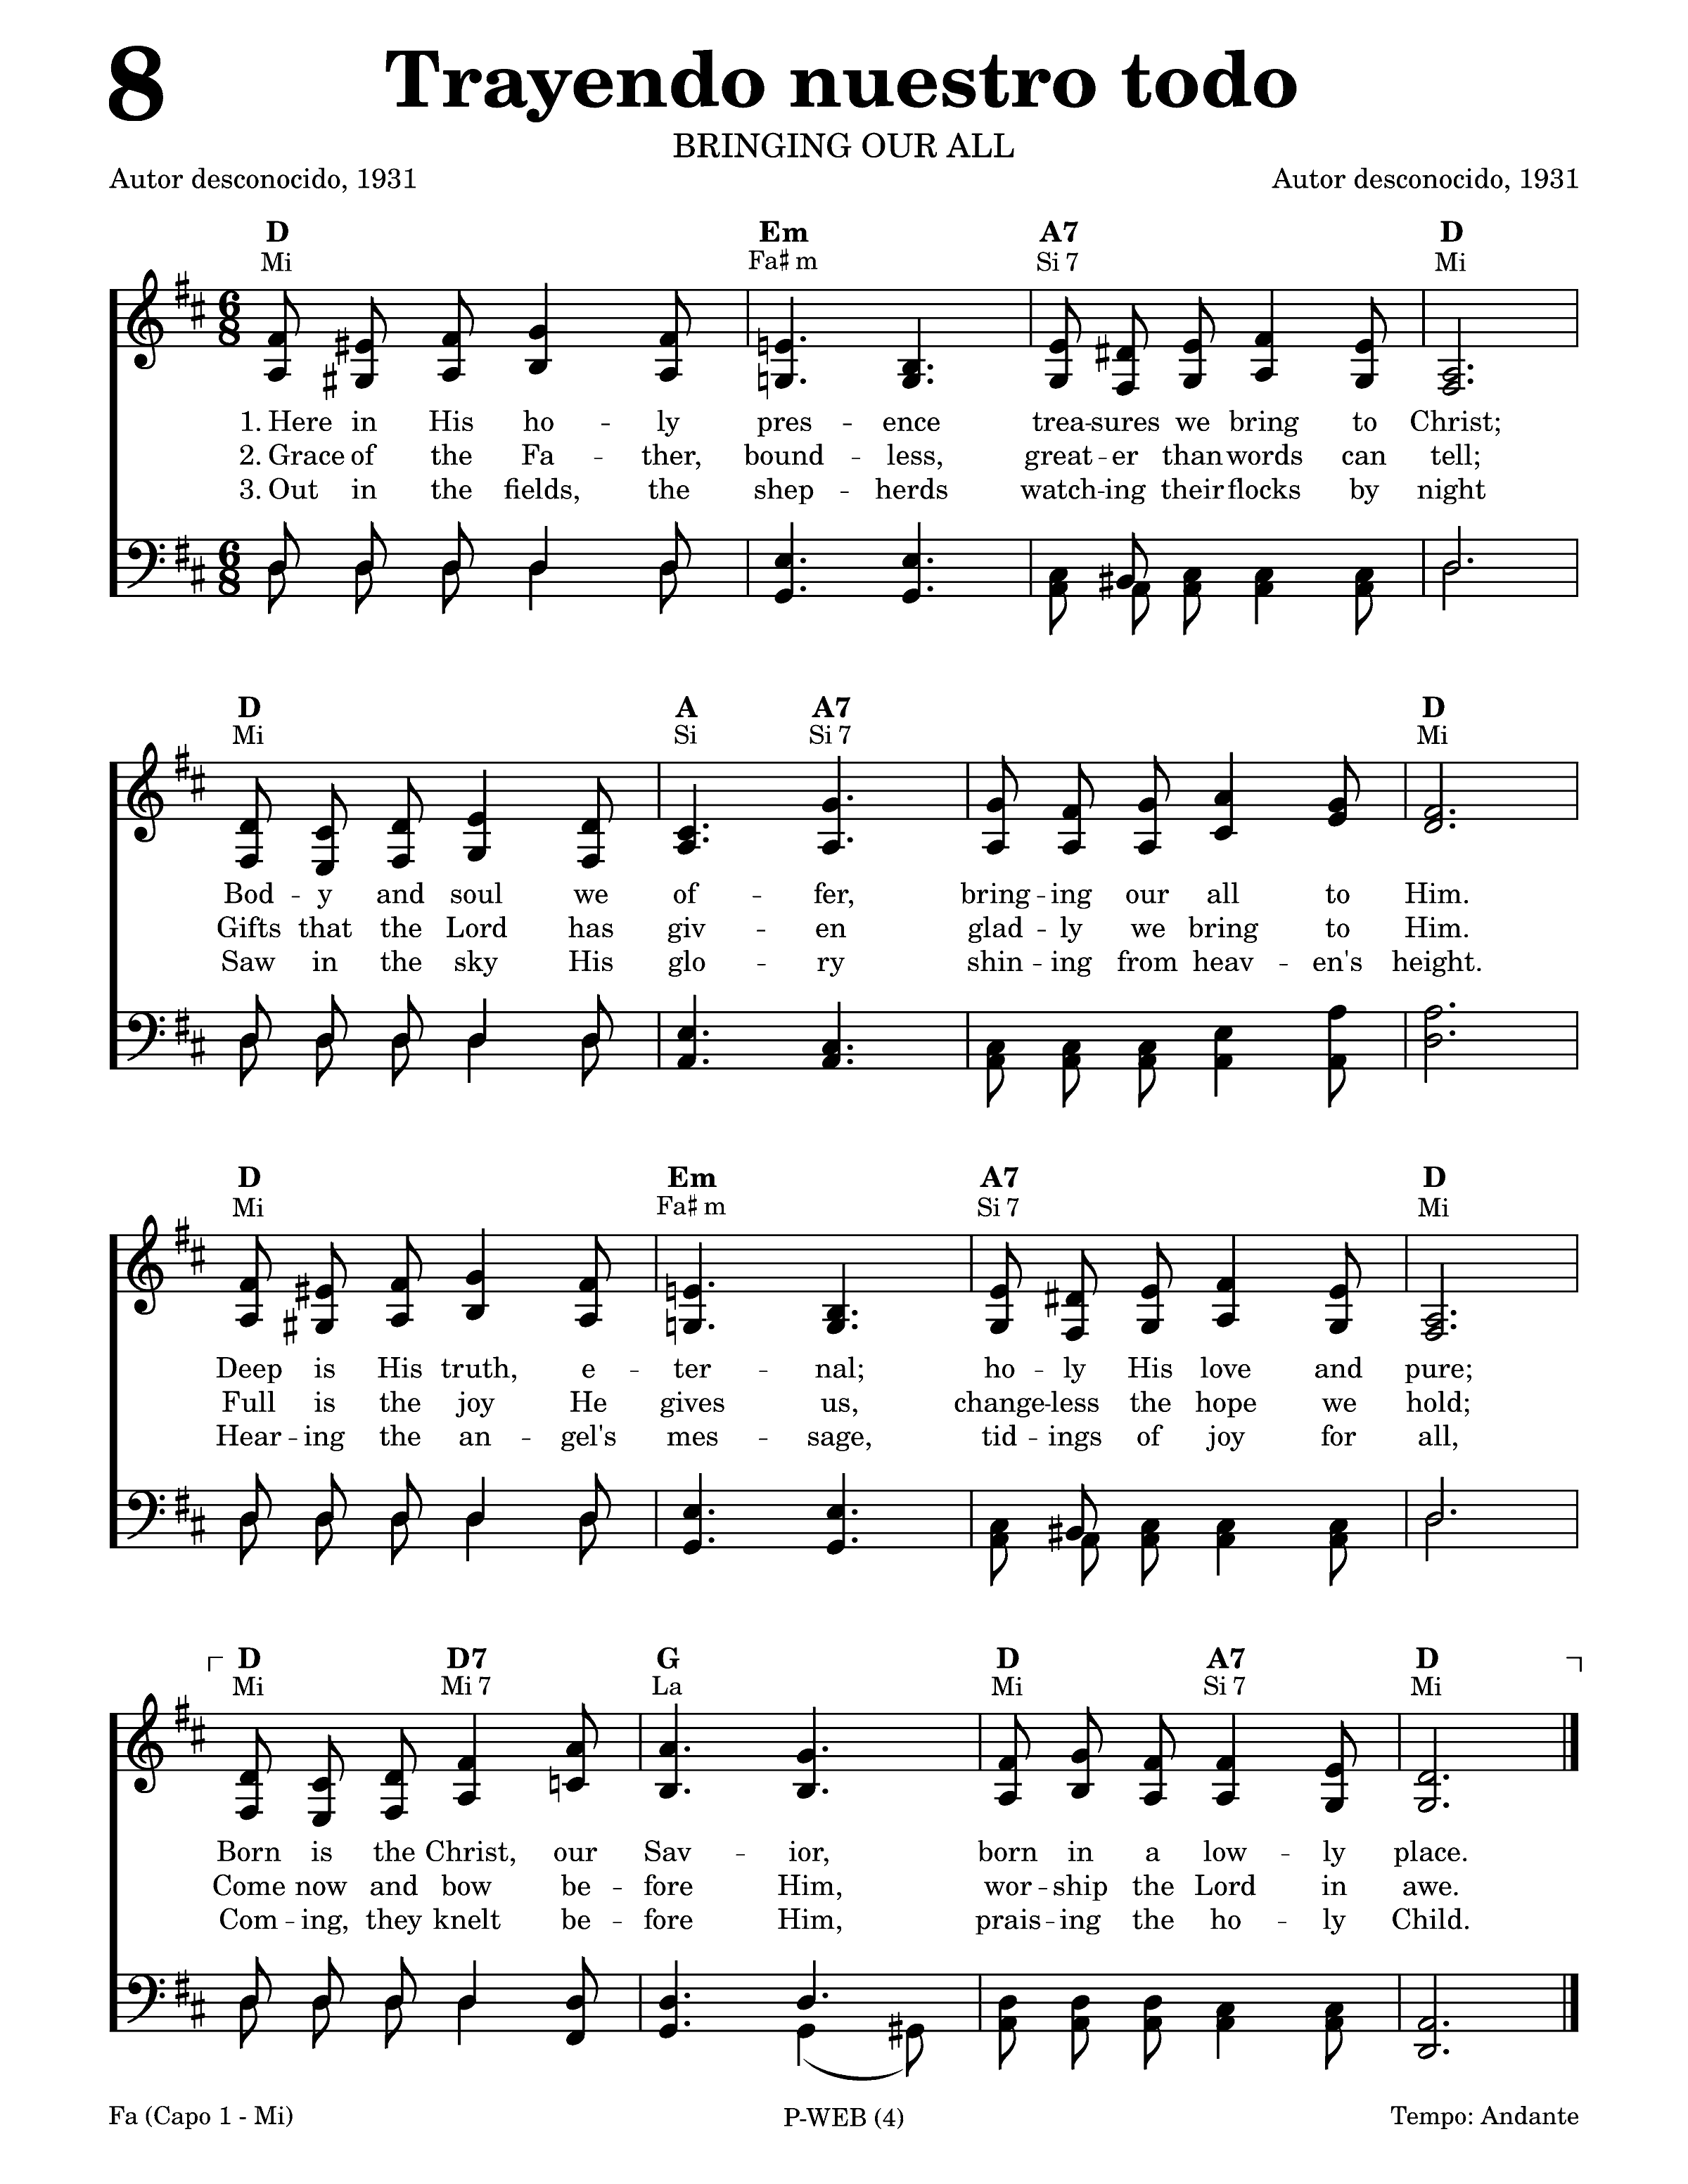 8 Trayendo nuestro todo
BRINGING OUR ALL
Autor desconocido, 1931 Autor desconocido, 1931
D Em A7 D
Mi Fa♯m Si 7 Mi
1. Here in His ho -- ly pres -- ence trea -- sures we bring to Christ;
2. Grace of the Fa -- ther, bound -- less, great -- er than words can tell;
3. Out in the fields, the shep -- herds watch -- ing their flocks by night
D A A7 D
Mi Si Si 7 Mi
Bod -- y and soul we of -- fer, bring -- ing our all to Him.
Gifts that the Lord has giv -- en glad -- ly we bring to Him.
Saw in the sky His glo -- ry shin -- ing from heav -- en's height.
D Em A7 D
Mi Fa♯m Si 7 Mi
Deep is His truth, e -- ter -- nal; ho -- ly His love and pure;
Full is the joy He gives us, change -- less the hope we hold;
Hear -- ing the an -- gel's mes -- sage, tid -- ings of joy for all,
D D7 G D A7 D
Mi Mi 7 La Mi Si 7 Mi
Born is the Christ, our Sav -- ior, born in a low -- ly place.
Come now and bow be -- fore Him, wor -- ship the Lord in awe.
Com -- ing, they knelt be -- fore Him, prais -- ing the ho -- ly Child.
Fa (Capo 1 - Mi) P-WEB (4) Tempo: Andante